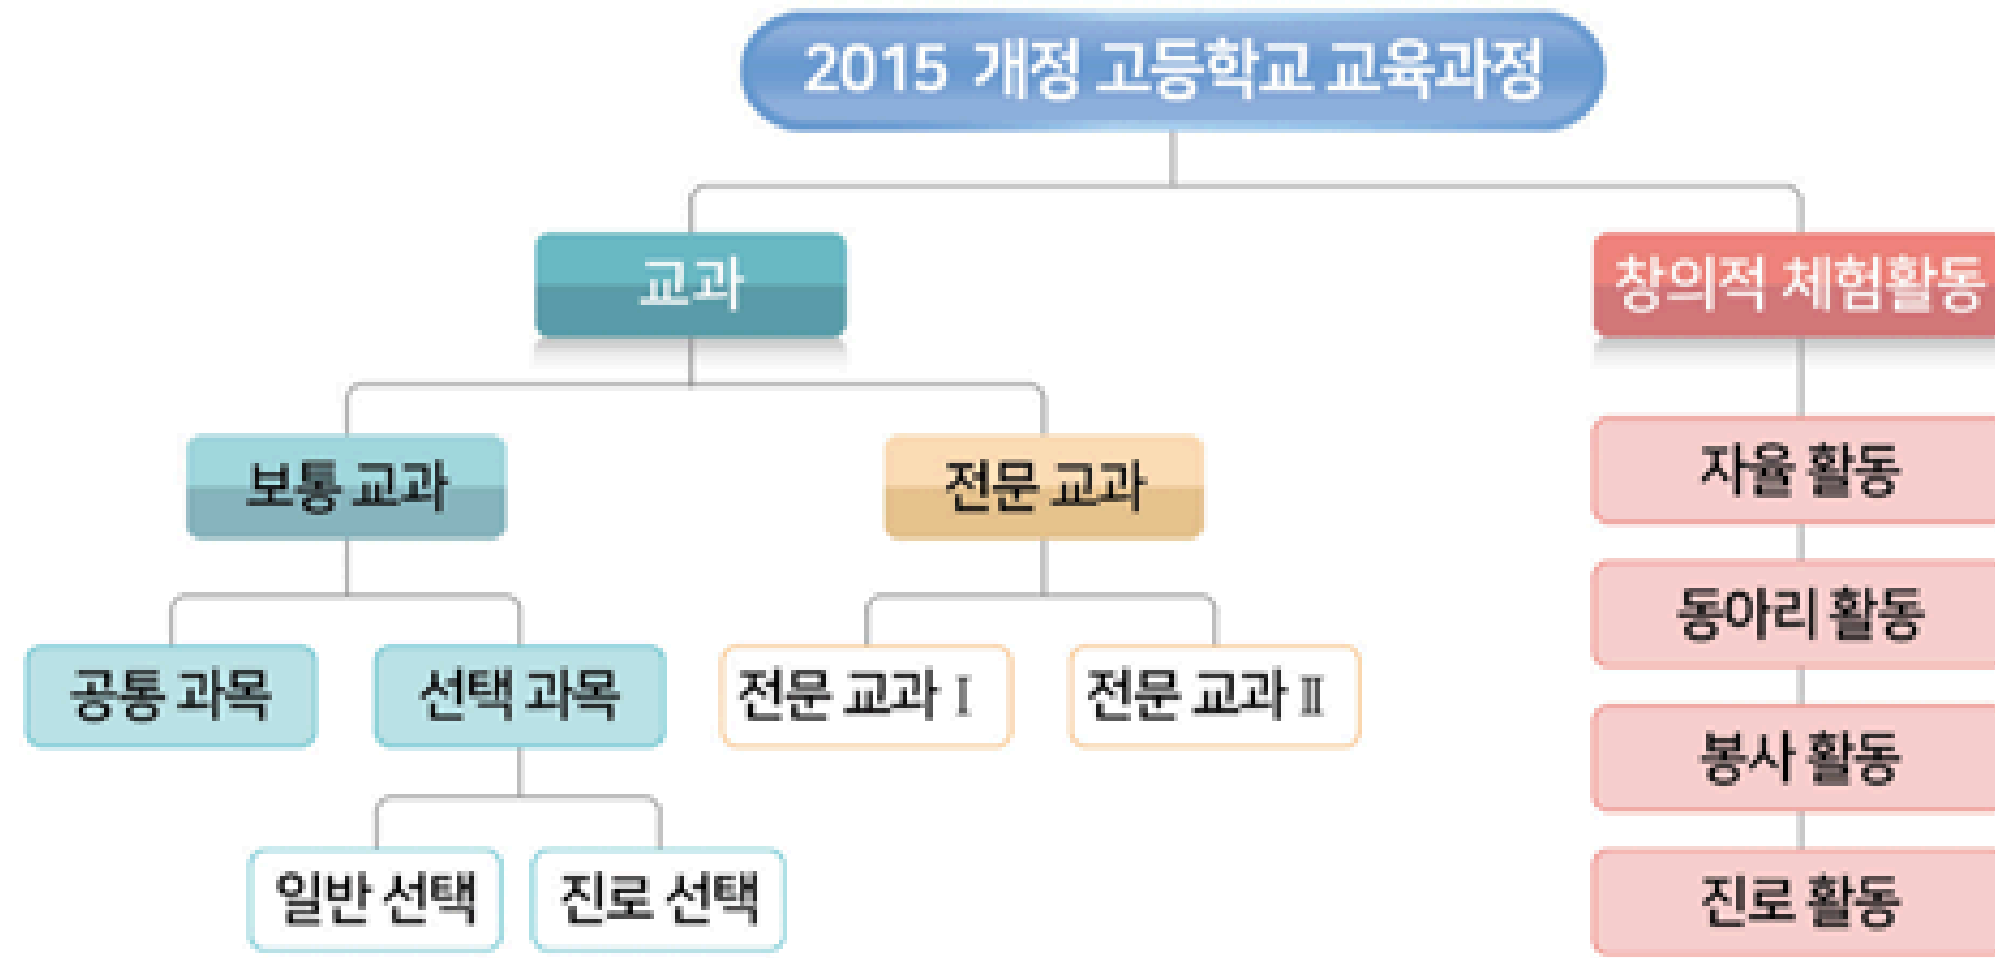 2015 개정 고등학교 교육과정
교과
창의적 체험활동
보통 교과
전문 교과
자율 활동
동아리 활동
공통 과목
선택 과목
전문 교과 Ⅰ
전문 교과 Ⅱ
봉사 활동
일반 선택
진로 선택
진로 활동